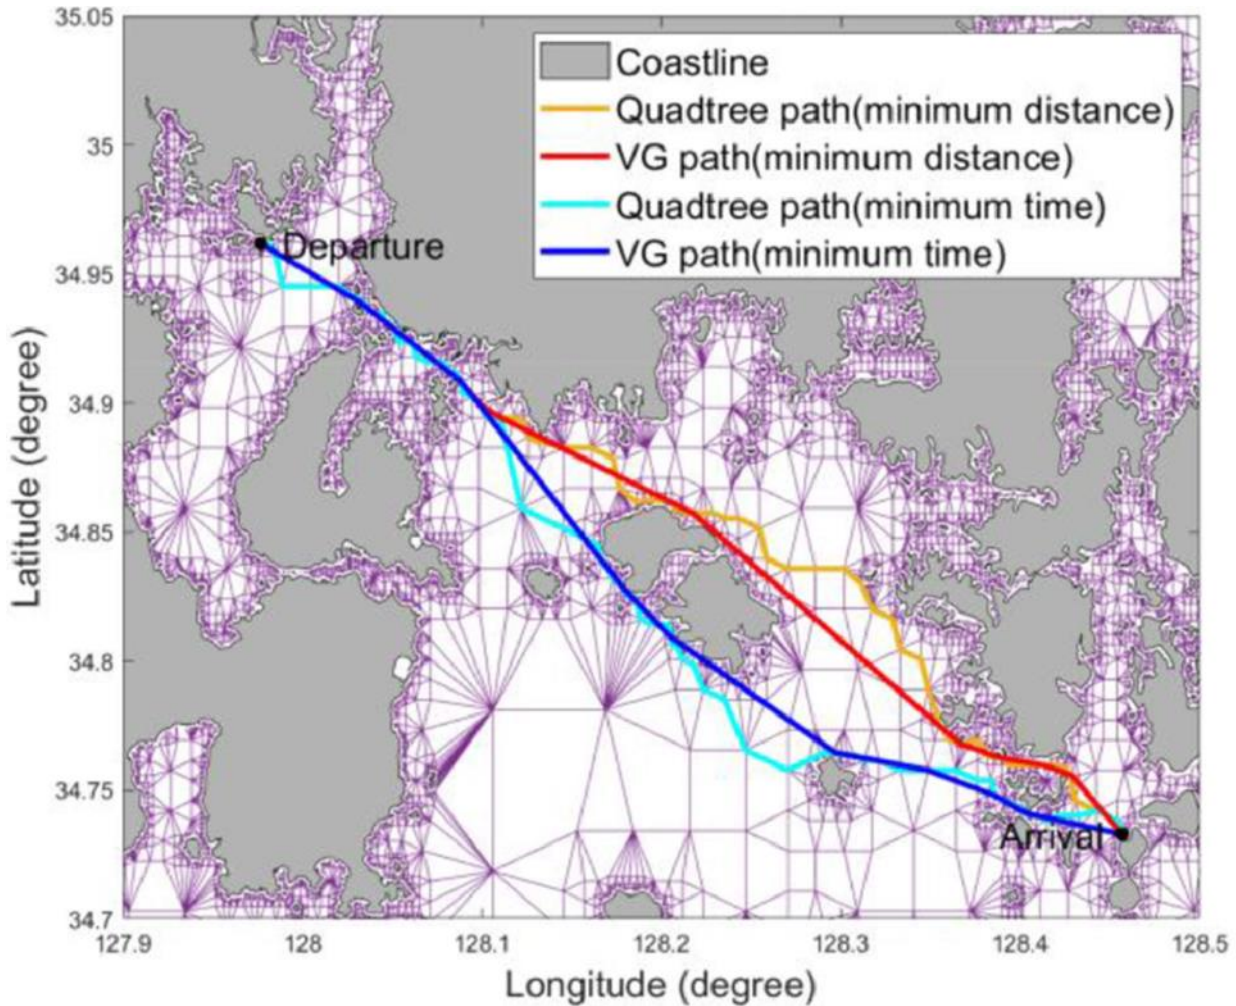 35.05
35
34.95
34.9
34.85
34.8
34.75
34.7
Latitude (degree)
Coastline
Quadtree path(minimum distance)
VG path(minimum distance)
Quadtree path(minimum time)
VG path(minimum time)
Departure
Arrival
127.9 128 128.1 128.2 128.3 128.4 128.5
Longitude (degree)